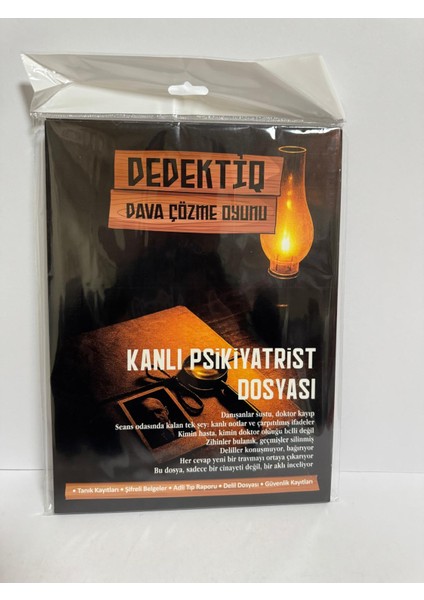 DEDEKTİQ
DAVA ÇÖZME OYUNU
KANLI PSİKİYATRİST
DOSYASI
Danışanlar sustu, doktor kayıp
Seans odasında kalan tek şey: kanlı notlar ve çarpıtılmış ifadeler
Kimin hasta, kimin doktor olduğu belli değil
Zihinler bulanık, geçmişler silinmiş
Deliller konuşmuyor, bağırıyor
Her cevap yeni bir travmayı ortaya çıkarıyor
Bu dosya, sadece bir cinayeti değil, bir aklı inceliyor
• Tanık Kayıtları • Şifreli Belgeler • Adli Tıp Raporu • Delil Dosyası • Güvenlik Kayıtları